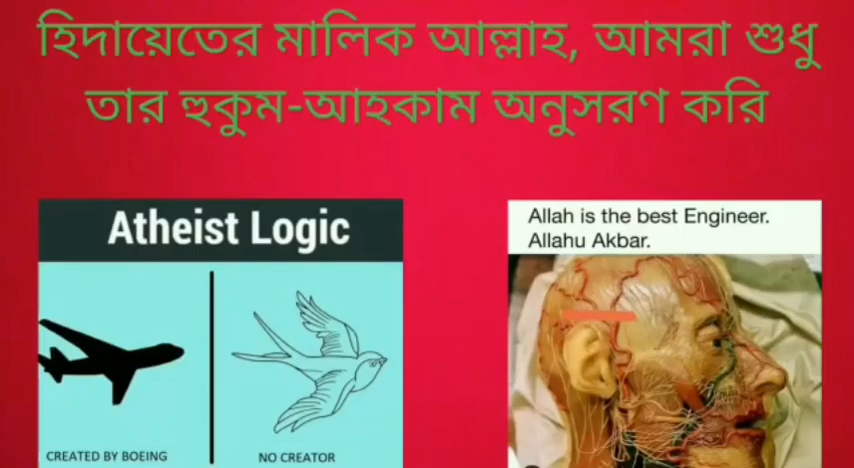 হিদায়েতের মালিক আল্লাহ, আমরা শুধু
তার হুকুম-আহকাম অনুসরণ করি
Atheist Logic
CREATED BY BOEING
NO CREATOR
Allah is the best Engineer.
Allahu Akbar.